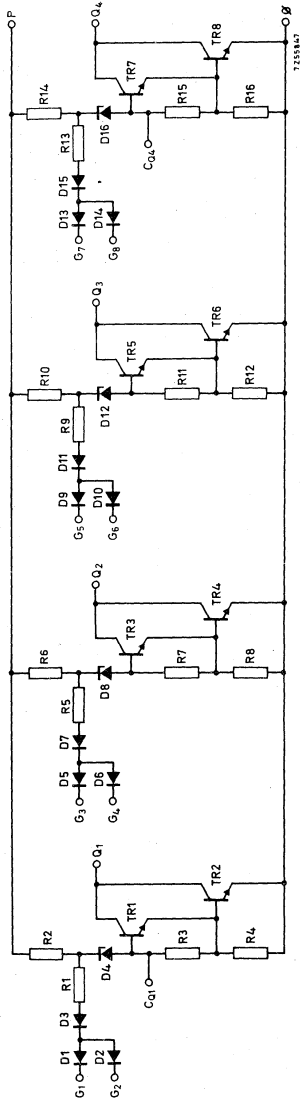 P
R2
R6
R10
R14
Q1
Q2
Q3
Q4
G1
D1
D3
R1
G2
D2
D4
TR1
CQ1
R3
TR2
R4
G3
D5
D7
R5
G4
D6
D8
TR3
R7
TR4
R8
G5
D9
D11
R9
G6
D10
D12
TR5
R11
TR6
R12
G7
D13
D15
R13
G8
D14
D16
TR7
CQ4
R15
TR8
R16
Ø
7Z55847